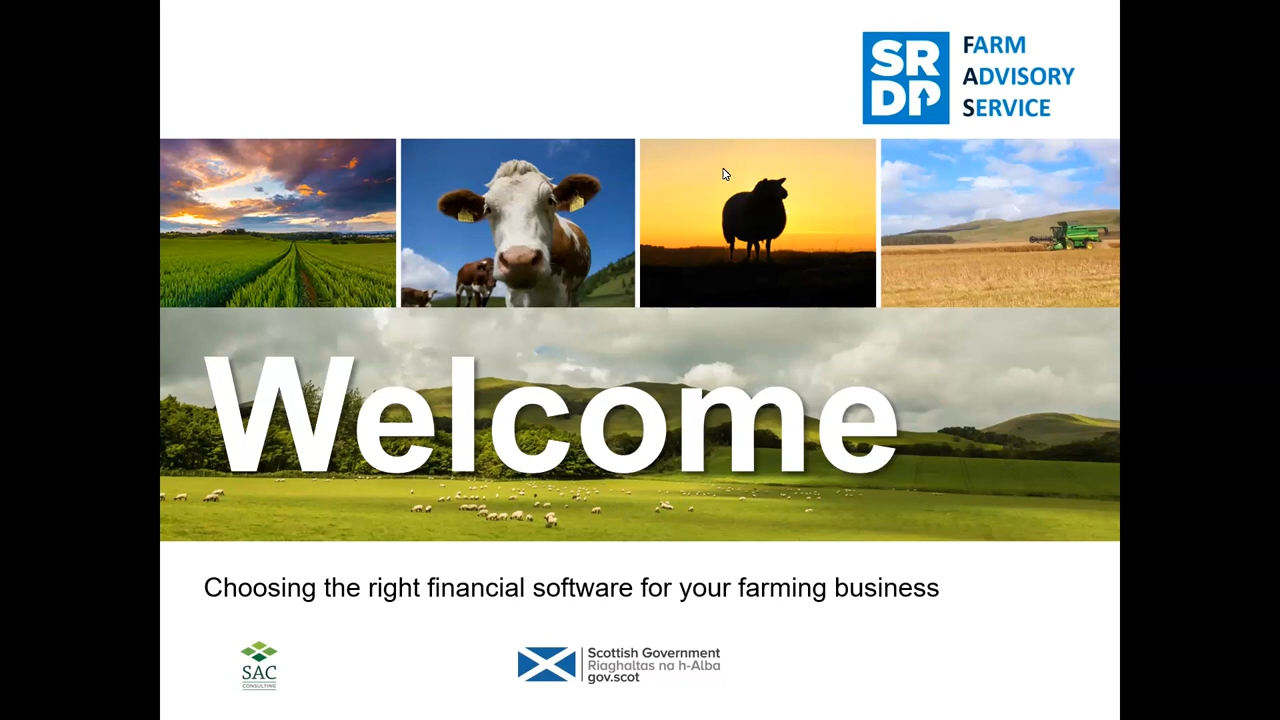 SR
DP
FARM
ADVISORY
SERVICE
Welcome
Choosing the right financial software for your farming business
SAC
CONSULTING
Scottish Government
Riaghaltas na h-Alba
gov.scot